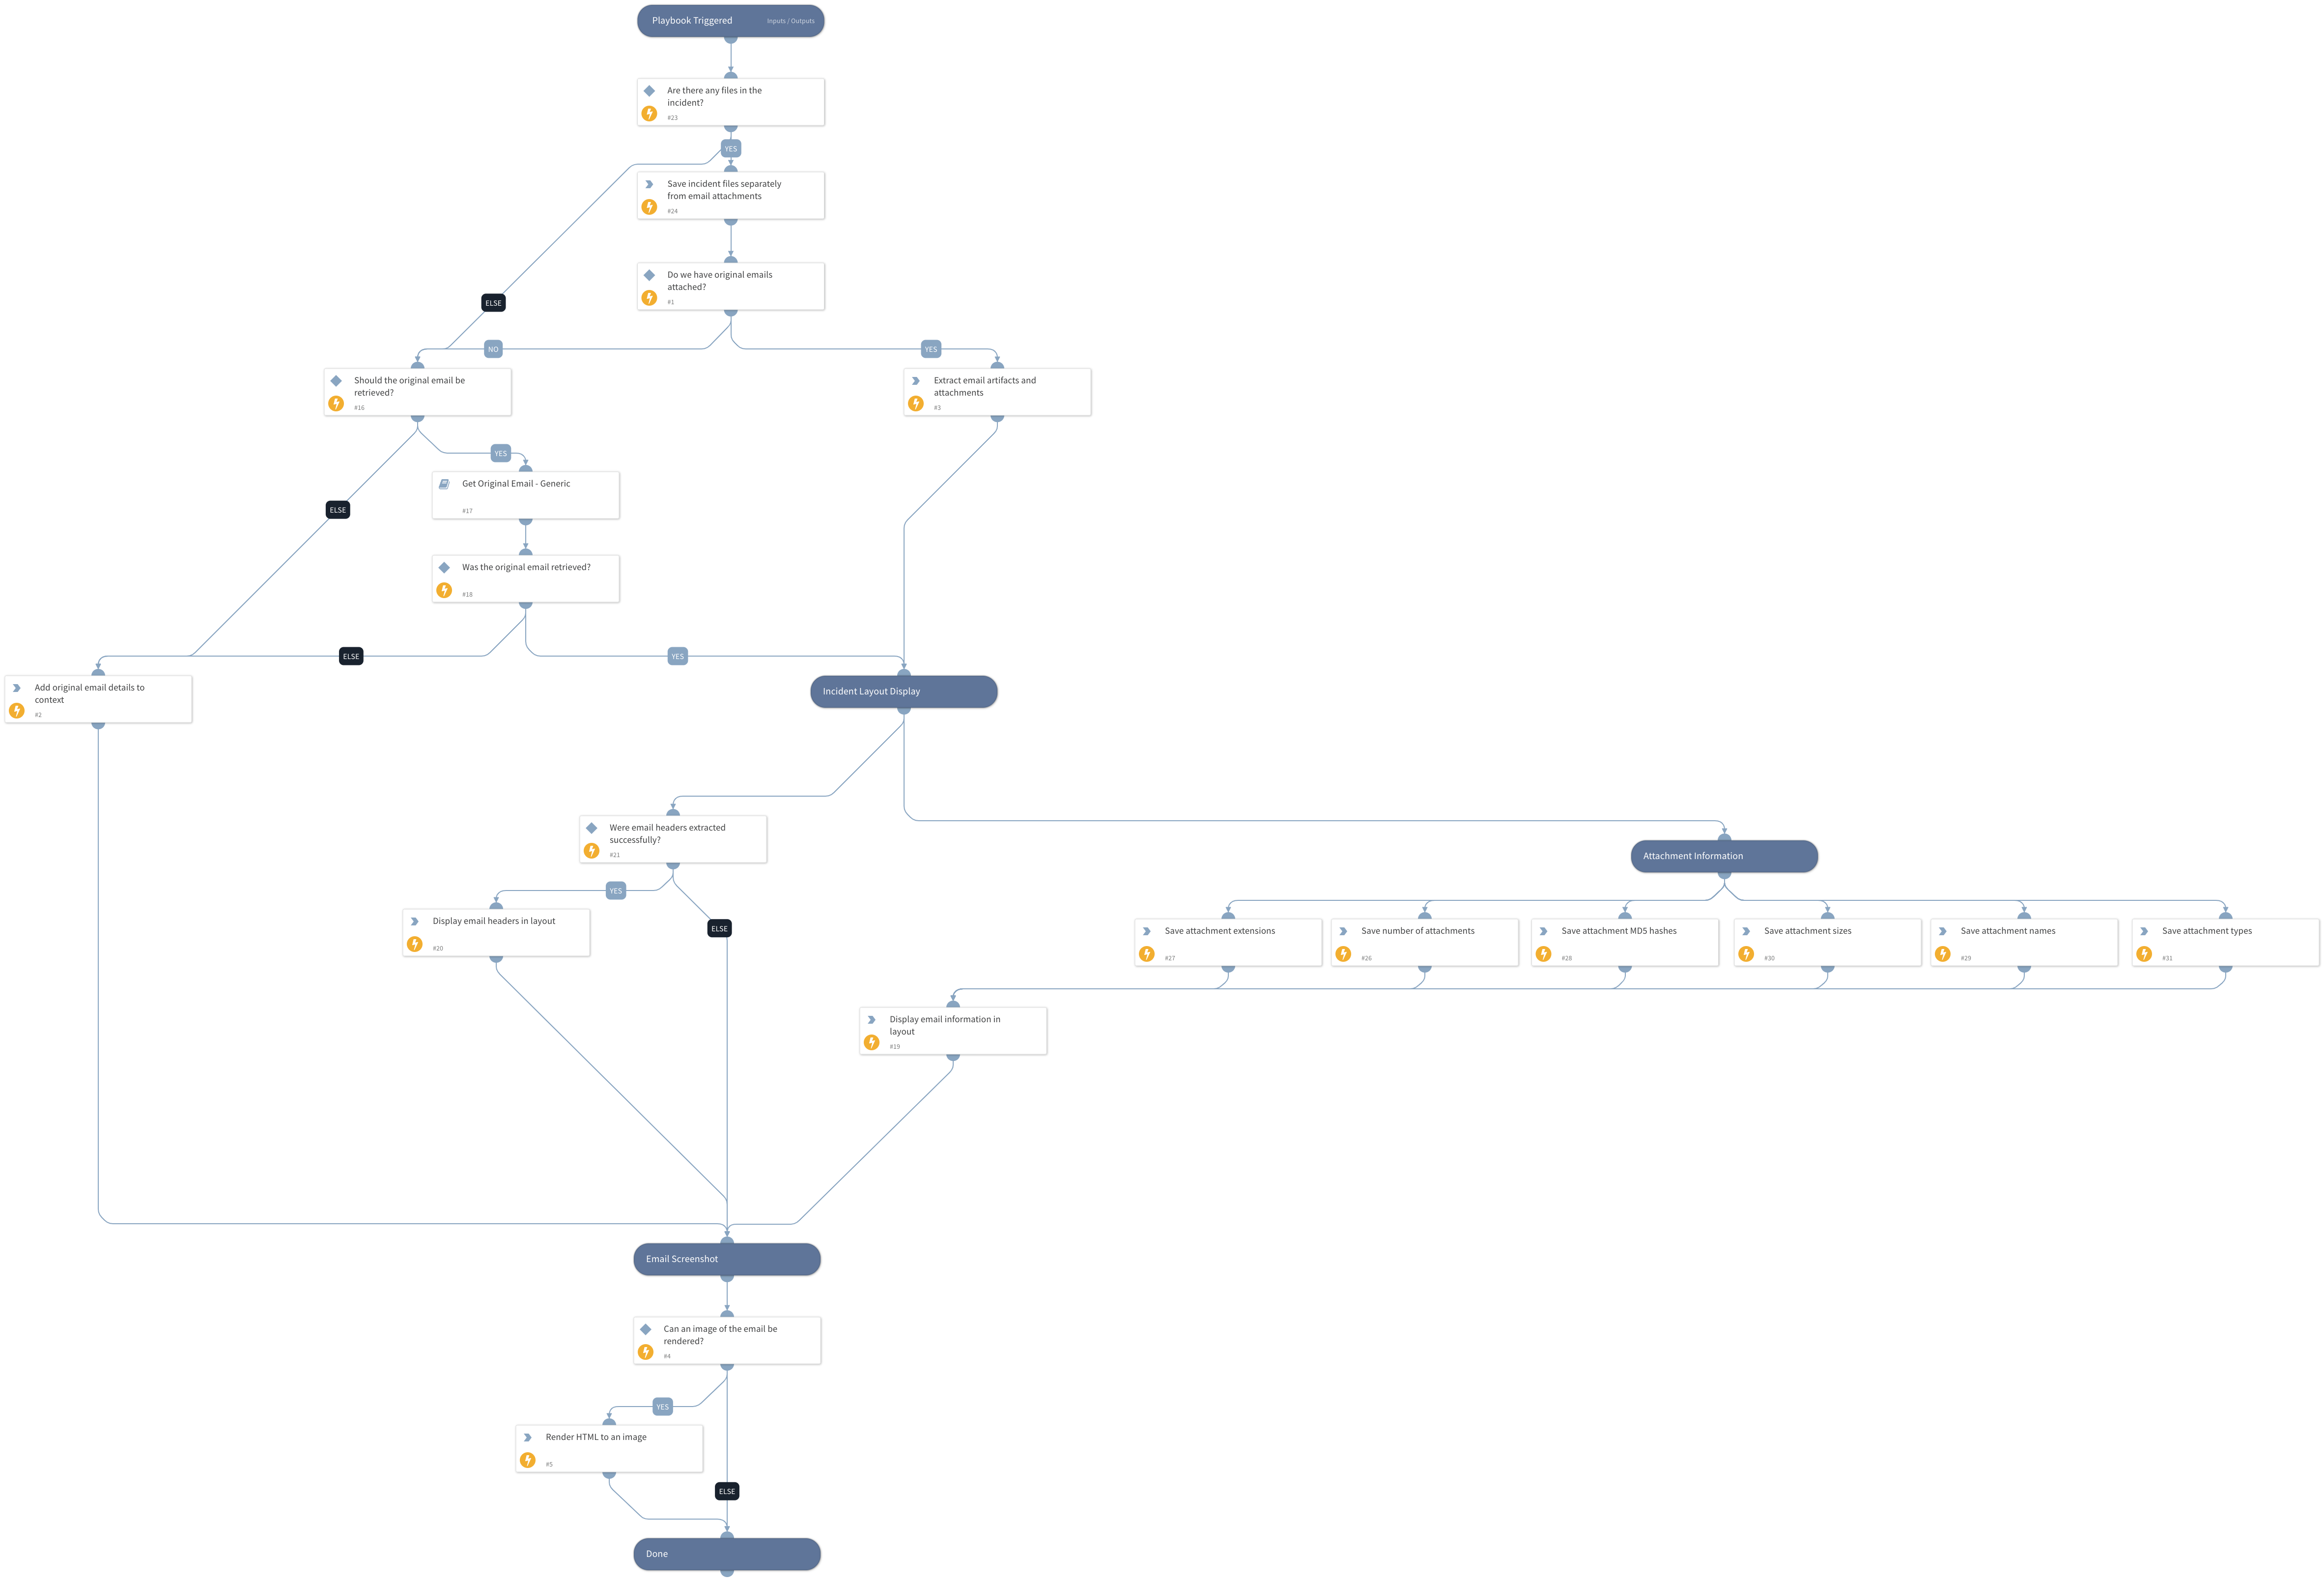 Playbook Triggered
Inputs / Outputs
Are there any files in the
incident?
#23
YES
Save incident files separately
from email attachments
#24
Do we have original emails
attached?
#1
ELSE
NO
YES
Should the original email be
retrieved?
#16
Extract email artifacts and
attachments
#3
YES
Get Original Email - Generic
#17
ELSE
Was the original email retrieved?
#18
ELSE
YES
Add original email details to
context
#2
Incident Layout Display
Were email headers extracted
successfully?
#21
Attachment Information
YES
ELSE
Display email headers in layout
#20
Save attachment extensions
#27
Save number of attachments
#26
Save attachment MD5 hashes
#28
Save attachment sizes
#30
Save attachment names
#29
Save attachment types
#31
Display email information in
layout
#19
Email Screenshot
Can an image of the email be
rendered?
#4
YES
Render HTML to an image
#5
ELSE
Done